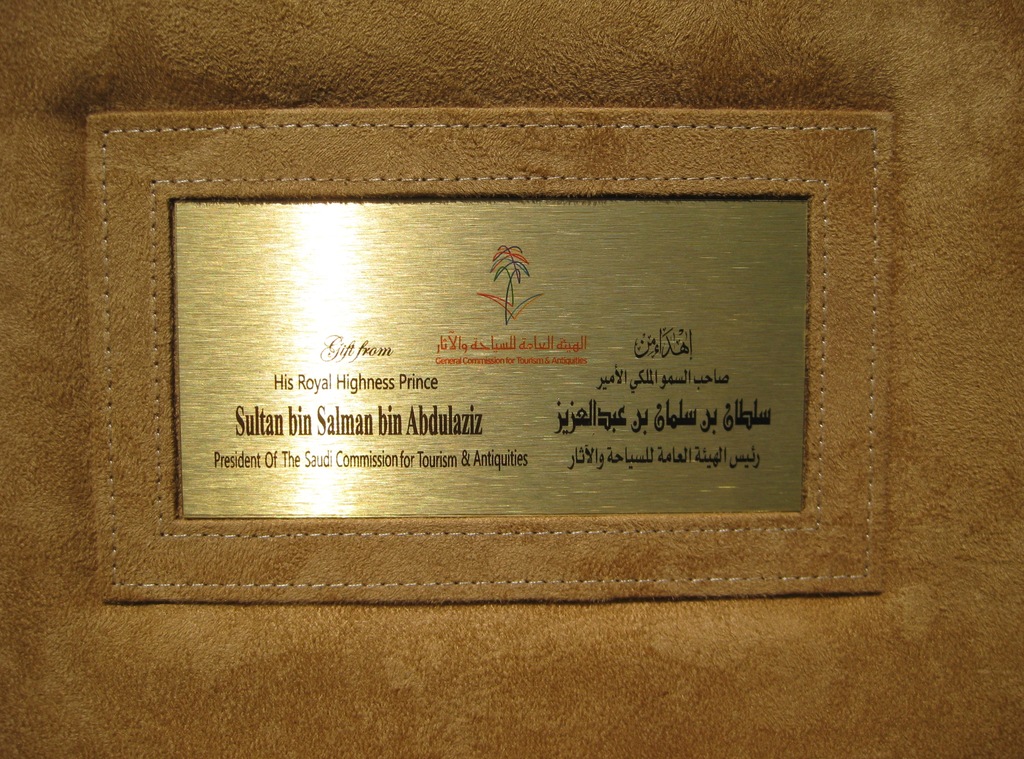 الهيئة العامة للسياحة والآثار
General Commission for Tourism & Antiquities
Gift from
His Royal Highness Prince
Sultan bin Salman bin Abdulaziz
President Of The Saudi Commission for Tourism & Antiquities
إهداء من
صاحب السمو الملكي الأمير
سلطان بن سلمان بن عبدالعزيز
رئيس الهيئة العامة للسياحة والآثار